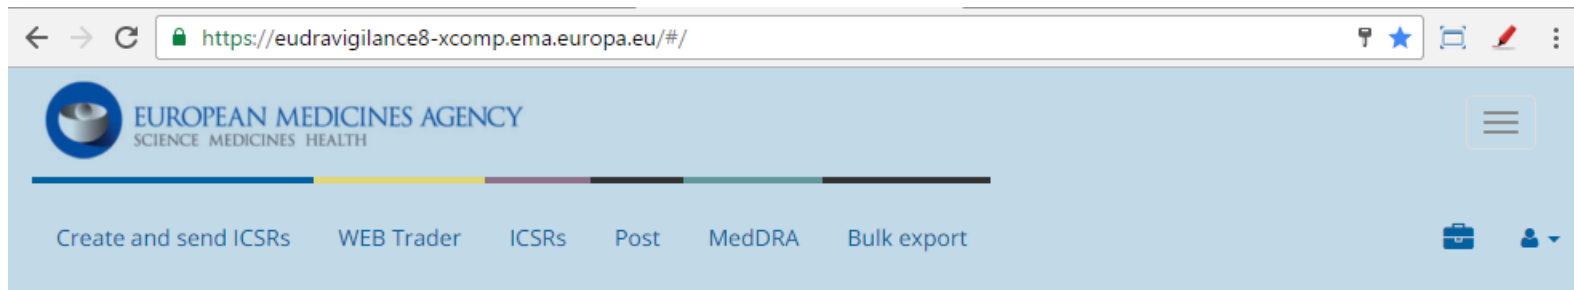 https://eudravigilance8-xcomp.ema.europa.eu/#/
EUROPEAN MEDICINES AGENCY
SCIENCE MEDICINES HEALTH
Create and send ICSRs WEB Trader ICSRs Post MedDRA Bulk export